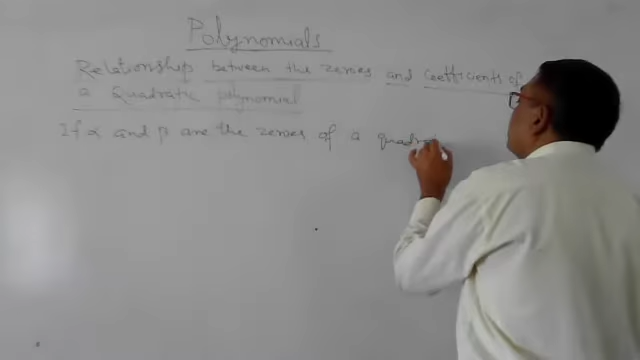 Polynomials
Relationship between the zeroes and Coefficients of
a Quadratic polynomial
If α and β are the zeroes of a quadra